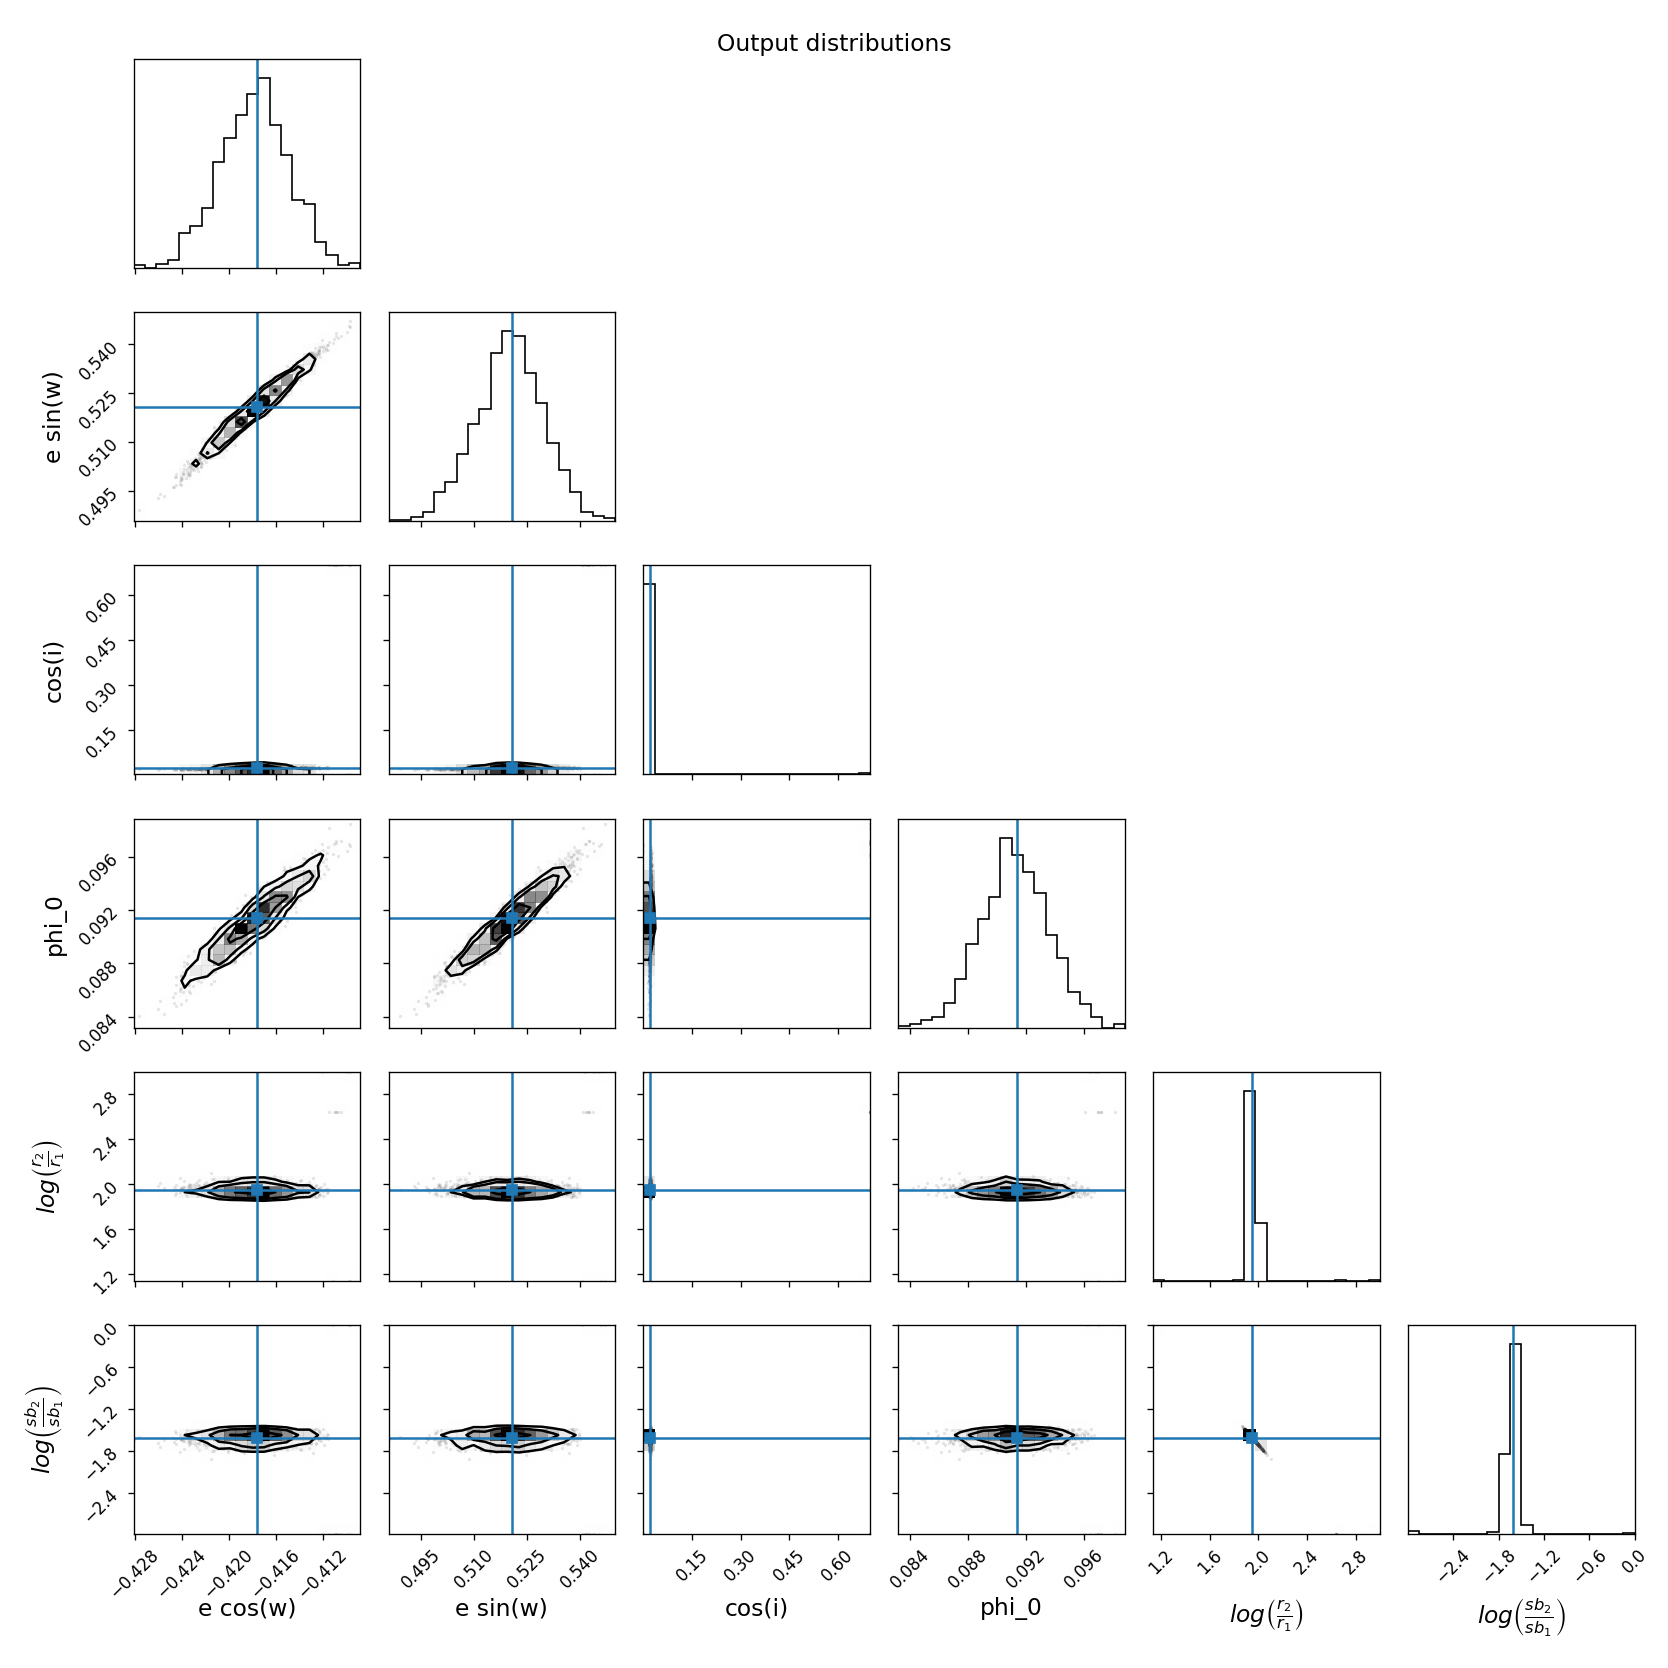 Output distributions
e sin(w)
0.540
0.525
0.510
0.495
cos(i)
0.60
0.45
0.30
0.15
phi_0
0.096
0.092
0.088
0.084
log(r2/r1)
2.8
2.4
2.0
1.6
1.2
log(sb2/sb1)
0.0
−0.6
−1.2
−1.8
−2.4
−0.428 −0.424 −0.420 −0.416 −0.412 0.495 0.510 0.525 0.540 0.15 0.30 0.45 0.60 0.084 0.088 0.092 0.096 1.2 1.6 2.0 2.4 2.8 −2.4 −1.8 −1.2 −0.6 0.0
e cos(w) e sin(w) cos(i) phi_0 log(r2/r1) log(sb2/sb1)